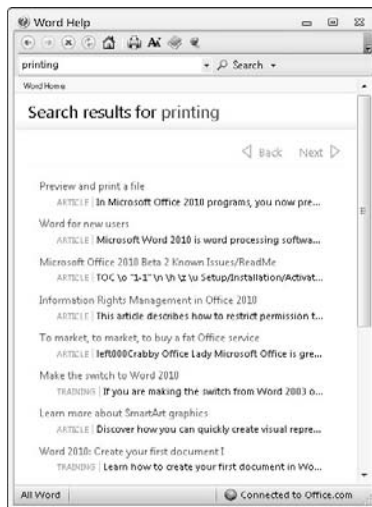 Word Help
printing
Search
Word Home
Search results for printing
Back Next
Preview and print a file
ARTICLE | In Microsoft Office 2010 programs, you now pre...
Word for new users
ARTICLE | Microsoft Word 2010 is word processing softwa...
Microsoft Office 2010 Beta 2 Known Issues/ReadMe
ARTICLE | TOC \o "1-1" \n \h \z \u Setup/Installation/Activat...
Information Rights Management in Office 2010
ARTICLE | This article describes how to restrict permission t...
To market, to market, to buy a fat Office service
ARTICLE | left000Crabby Office Lady Microsoft Office is gre...
Make the switch to Word 2010
TRAINING | If you are making the switch from Word 2003 o...
Learn more about SmartArt graphics
ARTICLE | Discover how you can quickly create visual repre...
Word 2010: Create your first document I
TRAINING | Learn how to create your first document in Wo...
All Word
Connected to Office.com